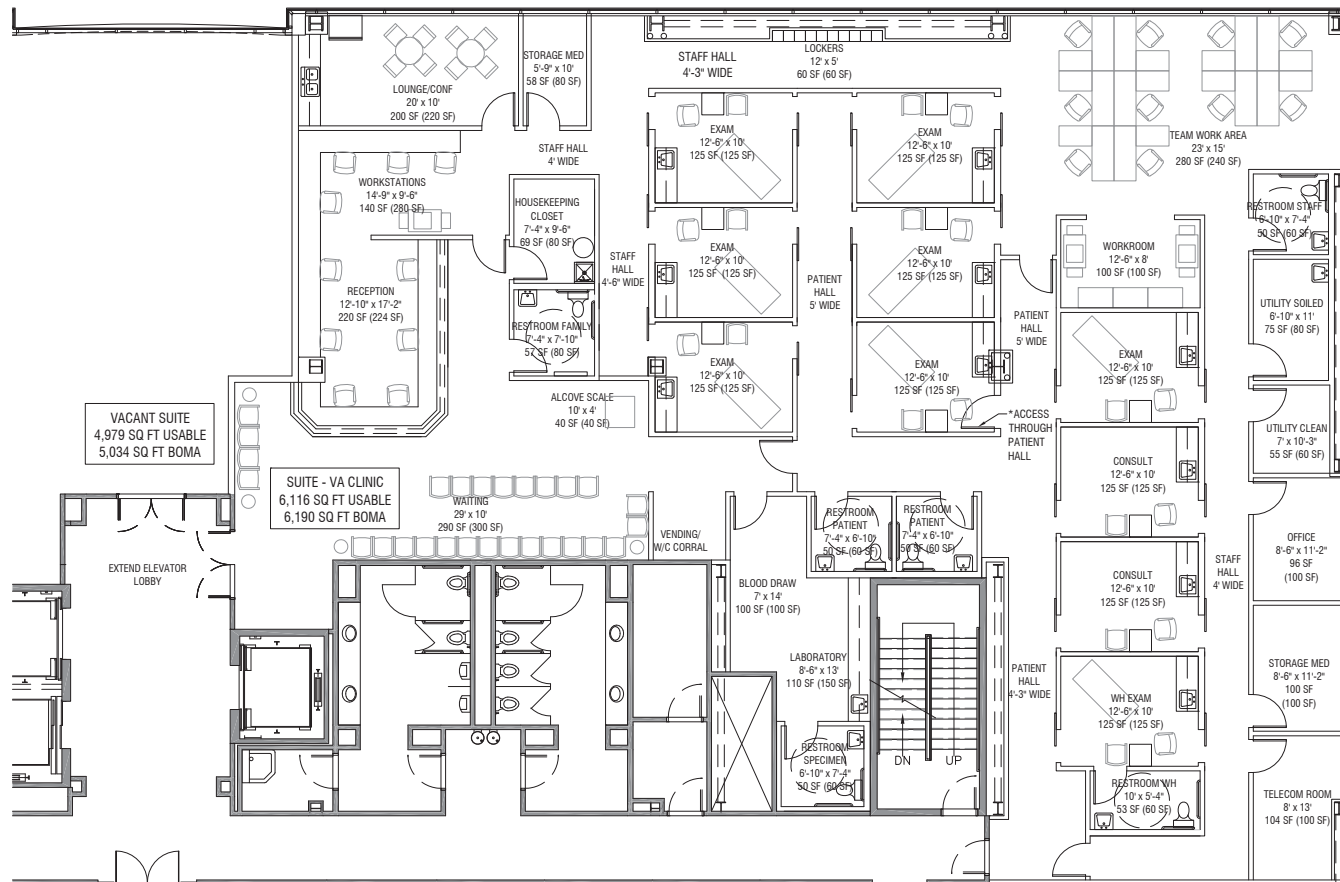 LOUNGE/CONF
20' x 10'
200 SF (220 SF)
STORAGE MED
5'-9" x 10'
58 SF (80 SF)
STAFF HALL
4'-3" WIDE
LOCKERS
12' x 5'
60 SF (60 SF)
TEAM WORK AREA
23' x 15'
280 SF (240 SF)
STAFF HALL
4' WIDE
WORKSTATIONS
14'-9" x 9'-6"
140 SF (280 SF)
HOUSEKEEPING
CLOSET
7'-4" x 9'-6"
69 SF (80 SF)
EXAM
12'-6" x 10'
125 SF (125 SF)
EXAM
12'-6" x 10'
125 SF (125 SF)
RESTROOM STAFF
6'-10" x 7'-4"
50 SF (60 SF)
STAFF
HALL
4'-6" WIDE
EXAM
12'-6" x 10'
125 SF (125 SF)
PATIENT
HALL
5' WIDE
EXAM
12'-6" x 10'
125 SF (125 SF)
WORKROOM
12'-6" x 8'
100 SF (100 SF)
RECEPTION
12'-10" x 17'-2"
220 SF (224 SF)
RESTROOM FAMILY
7'-4" x 7'-10"
57 SF (80 SF)
PATIENT
HALL
5' WIDE
UTILITY SOILED
6'-10" x 11'
75 SF (80 SF)
EXAM
12'-6" x 10'
125 SF (125 SF)
EXAM
12'-6" x 10'
125 SF (125 SF)
EXAM
12'-6" x 10'
125 SF (125 SF)
ALCOVE SCALE
10' x 4'
40 SF (40 SF)
*ACCESS
THROUGH
PATIENT
HALL
UTILITY CLEAN
7' x 10'-3"
55 SF (60 SF)
VACANT SUITE
4,979 SQ FT USABLE
5,034 SQ FT BOMA
SUITE - VA CLINIC
6,116 SQ FT USABLE
6,190 SQ FT BOMA
WAITING
29' x 10'
290 SF (300 SF)
CONSULT
12'-6" x 10'
125 SF (125 SF)
VENDING/
W/C CORRAL
RESTROOM
PATIENT
7'-4" x 6'-10"
50 SF (60 SF)
RESTROOM
PATIENT
7'-4" x 6'-10"
50 SF (60 SF)
OFFICE
8'-6" x 11'-2"
96 SF
(100 SF)
EXTEND ELEVATOR
LOBBY
BLOOD DRAW
7' x 14'
100 SF (100 SF)
CONSULT
12'-6" x 10'
125 SF (125 SF)
STAFF
HALL
4' WIDE
LABORATORY
8'-6" x 13'
110 SF (150 SF)
PATIENT
HALL
4'-3" WIDE
WH EXAM
12'-6" x 10'
125 SF (125 SF)
STORAGE MED
8'-6" x 11'-2"
100 SF
(100 SF)
RESTROOM
SPECIMEN
6'-10" x 7'-4"
50 SF (60 SF)
DN
UP
RESTROOM WH
10' x 5'-4"
53 SF (60 SF)
TELECOM ROOM
8' x 13'
104 SF (100 SF)